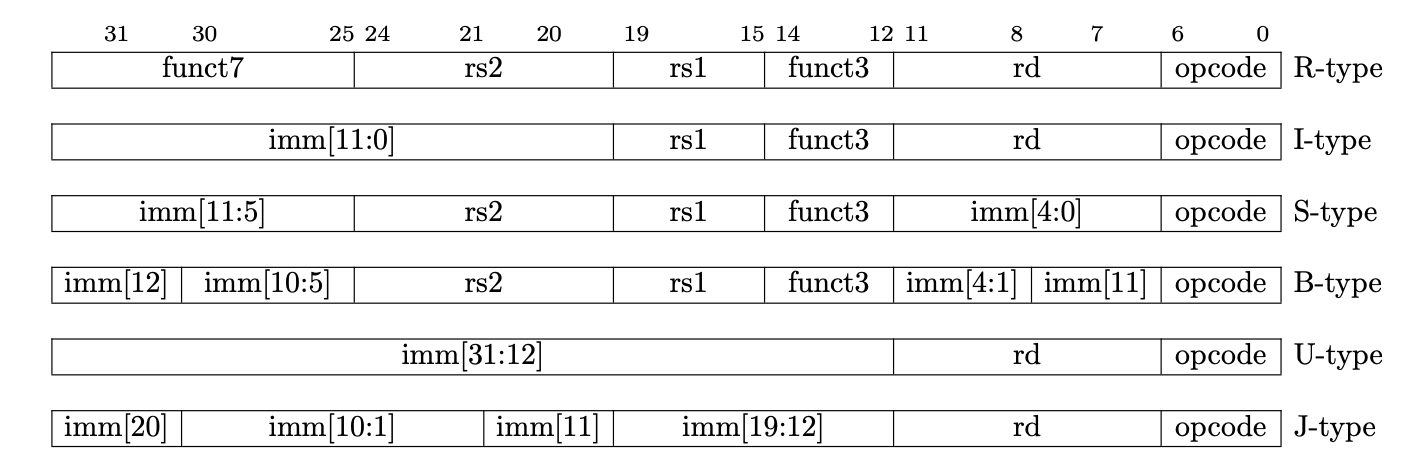 31 30 25 24 21 20 19 15 14 12 11 8 7 6 0
funct7 rs2 rs1 funct3 rd opcode R-type
imm[11:0] rs1 funct3 rd opcode I-type
imm[11:5] rs2 rs1 funct3 imm[4:0] opcode S-type
imm[12] imm[10:5] rs2 rs1 funct3 imm[4:1] imm[11] opcode B-type
imm[31:12] rd opcode U-type
imm[20] imm[10:1] imm[11] imm[19:12] rd opcode J-type